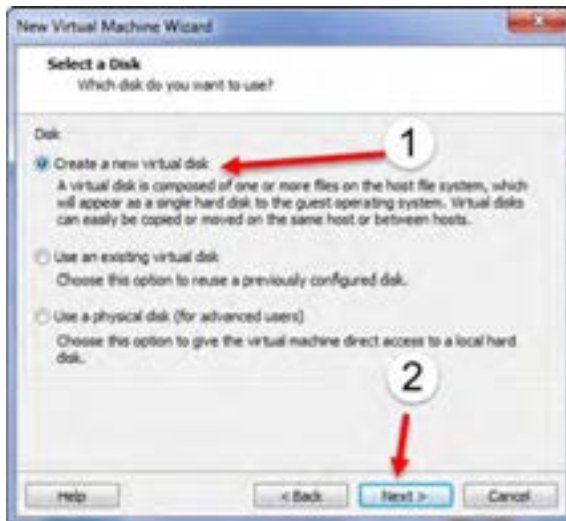 New Virtual Machine Wizard
Select a Disk
Which disk do you want to use?
Disk
1
Create a new virtual disk
A virtual disk is composed of one or more files on the host file system, which
will appear as a single hard disk to the guest operating system. Virtual disks
can easily be copied or moved on the same host or between hosts.
Use an existing virtual disk
Choose this option to reuse a previously configured disk.
Use a physical disk (for advanced users)
Choose this option to give the virtual machine direct access to a local hard
disk.
2
Help
< Back
Next >
Cancel